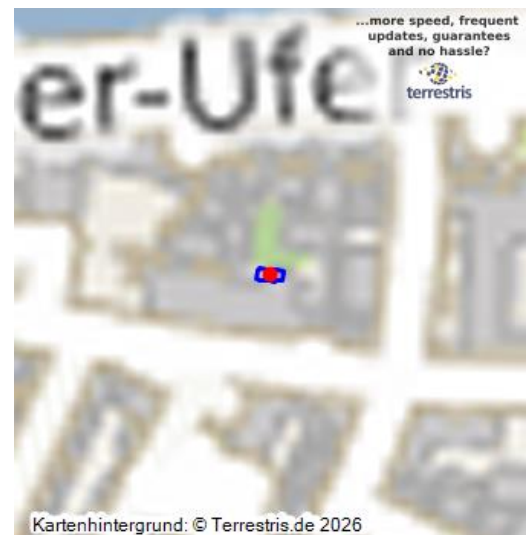 ...more speed, frequent
updates, guarantees
and no hassle?
terrestris
er-Ufer
Kartenhintergrund: © Terrestris.de 2026